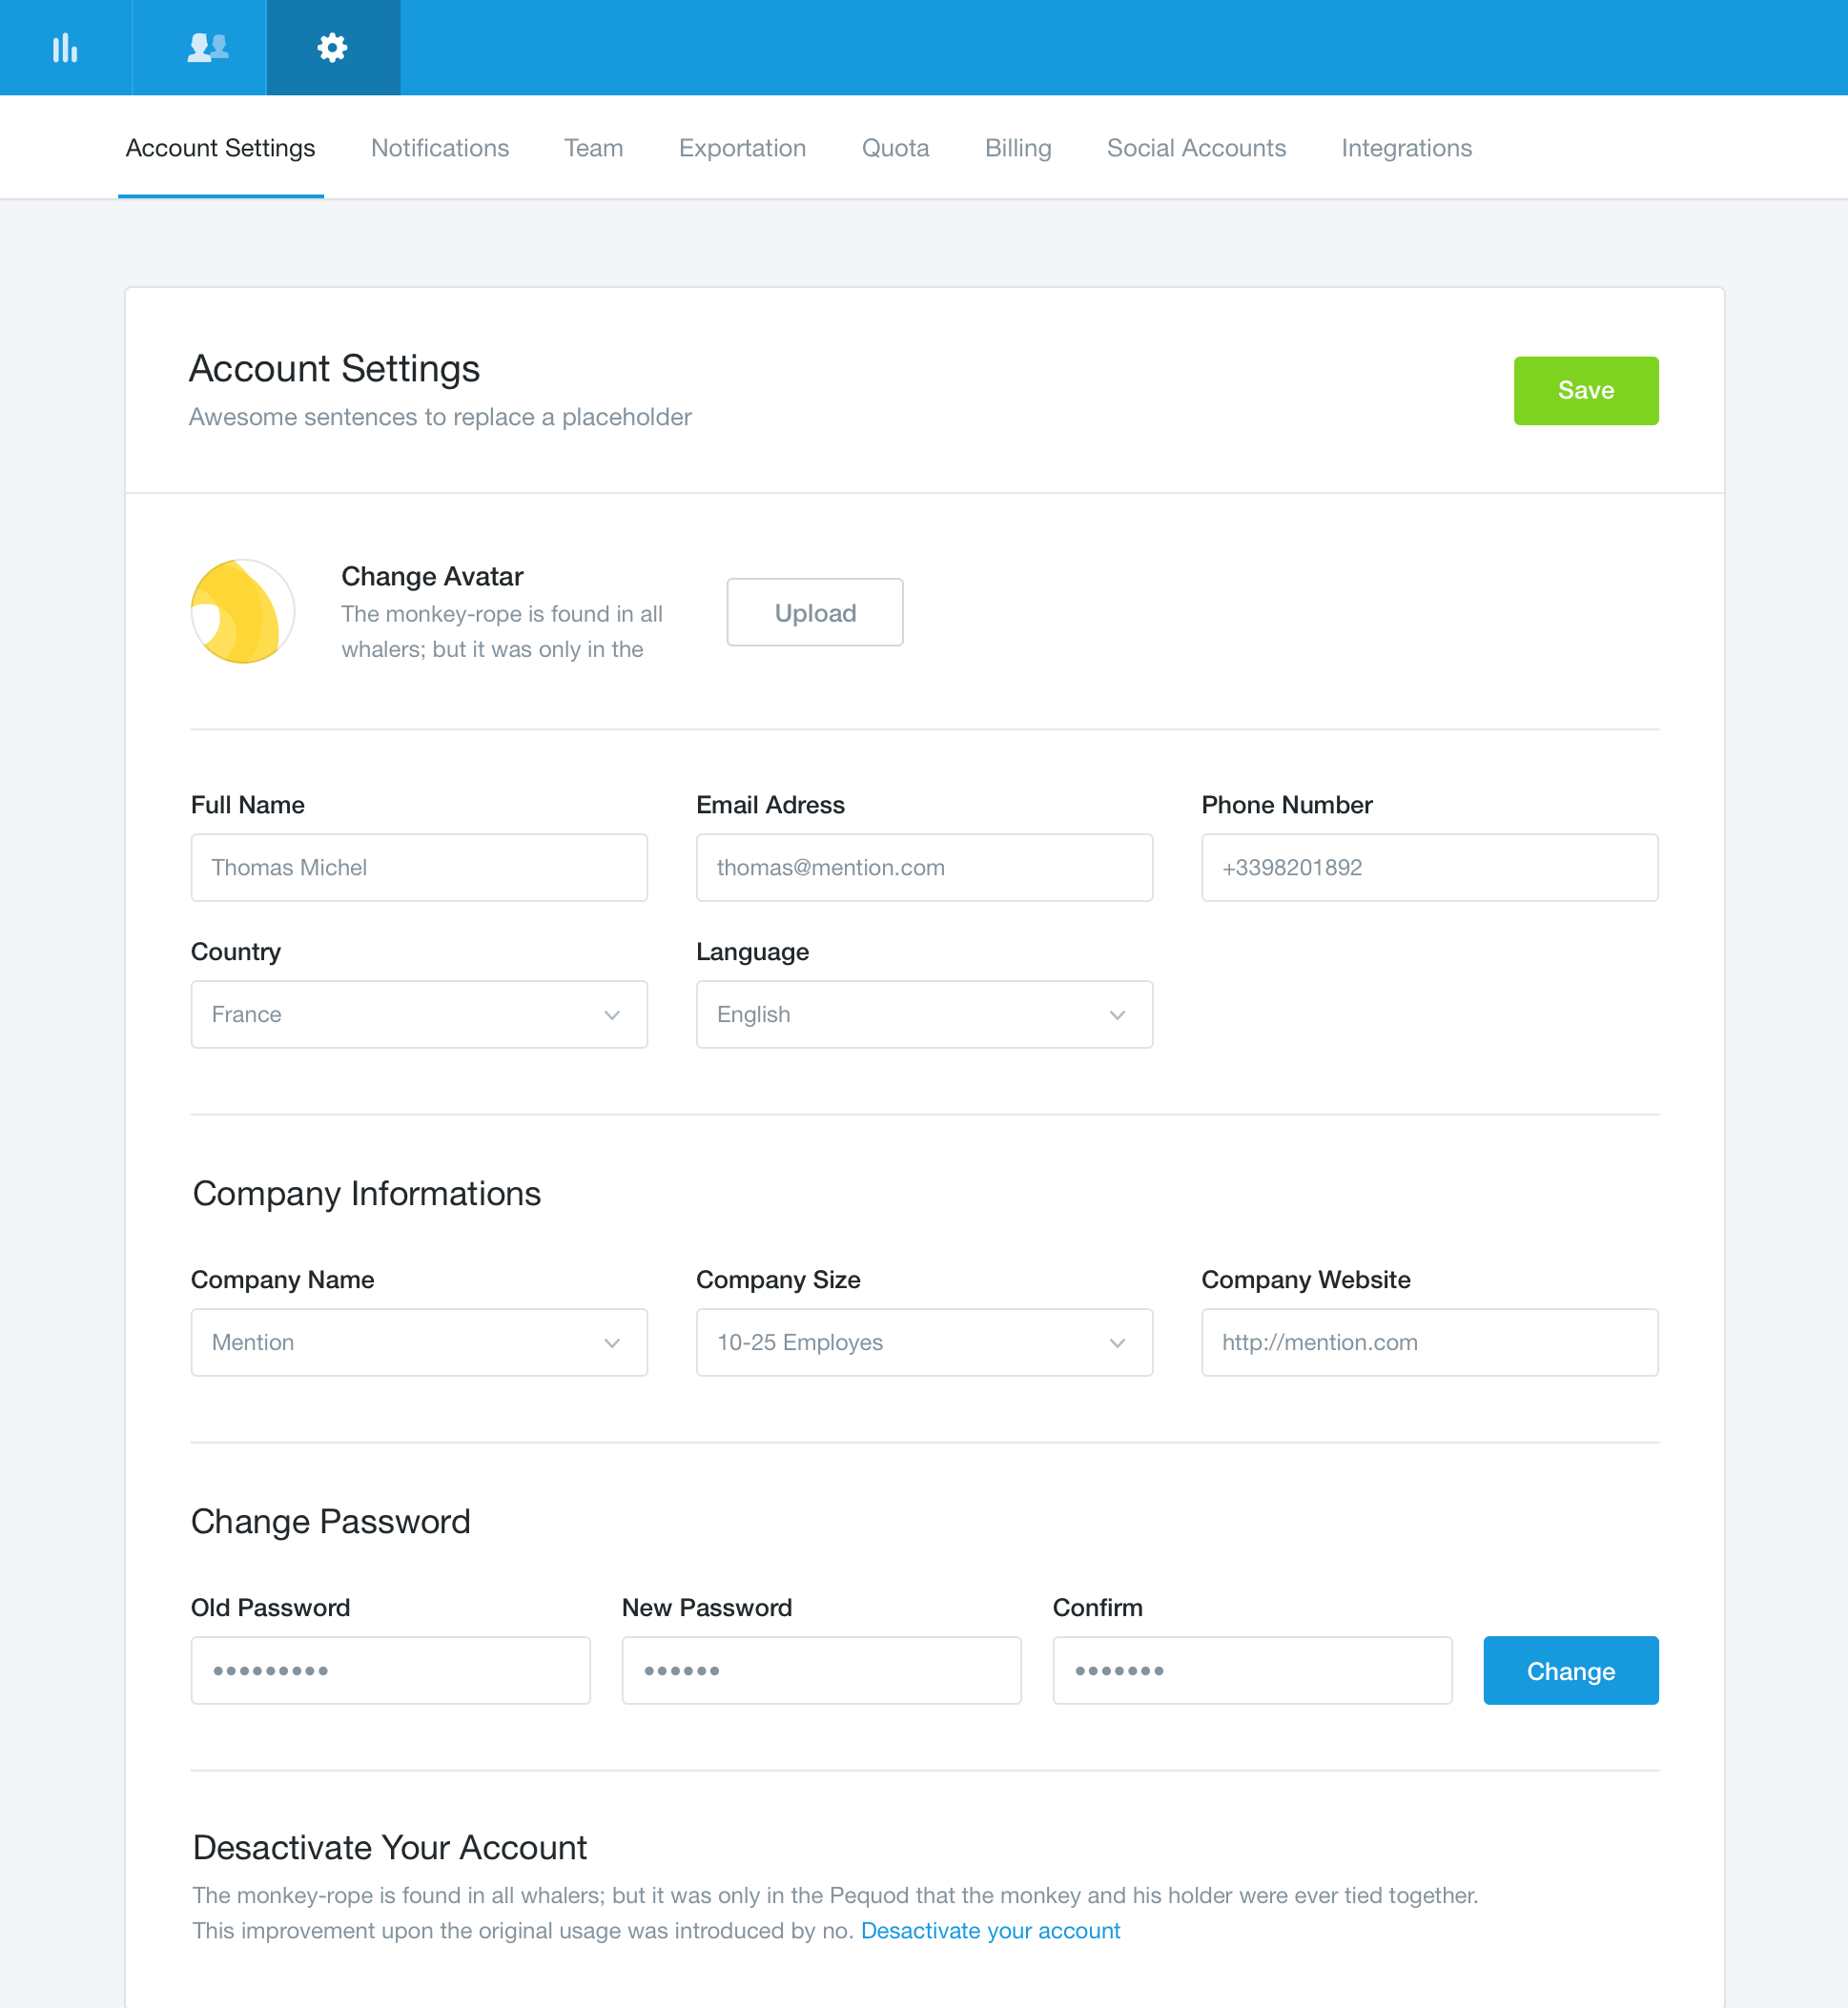 Account Settings Notifications Team Exportation Quota Billing Social Accounts Integrations
Account Settings
Awesome sentences to replace a placeholder
Save
Change Avatar
The monkey-rope is found in all
whalers; but it was only in the
Upload
Full Name Email Adress Phone Number
Thomas Michel thomas@mention.com +3398201892
Country Language
France English
Company Informations
Company Name Company Size Company Website
Mention 10-25 Employes http://mention.com
Change Password
Old Password New Password Confirm
••••••••• •••••• ••••••• Change
Desactivate Your Account
The monkey-rope is found in all whalers; but it was only in the Pequod that the monkey and his holder were ever tied together.
This improvement upon the original usage was introduced by no. Desactivate your account